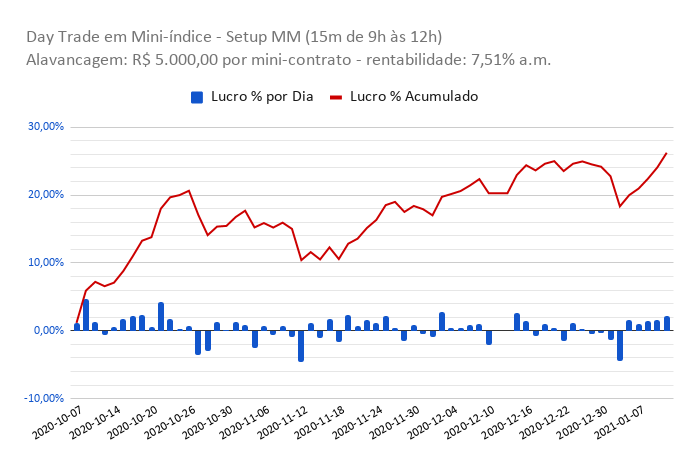 Day Trade em Mini-índice - Setup MM (15m de 9h às 12h)
Alavancagem: R$ 5.000,00 por mini-contrato - rentabilidade: 7,51% a.m.
Lucro % por Dia Lucro % Acumulado
30,00%
20,00%
10,00%
0,00%
-10,00%
2020-10-07 2020-10-14 2020-10-20 2020-10-26 2020-10-30 2020-11-06 2020-11-12 2020-11-18 2020-11-24 2020-11-30 2020-12-04 2020-12-10 2020-12-16 2020-12-22 2020-12-30 2021-01-07